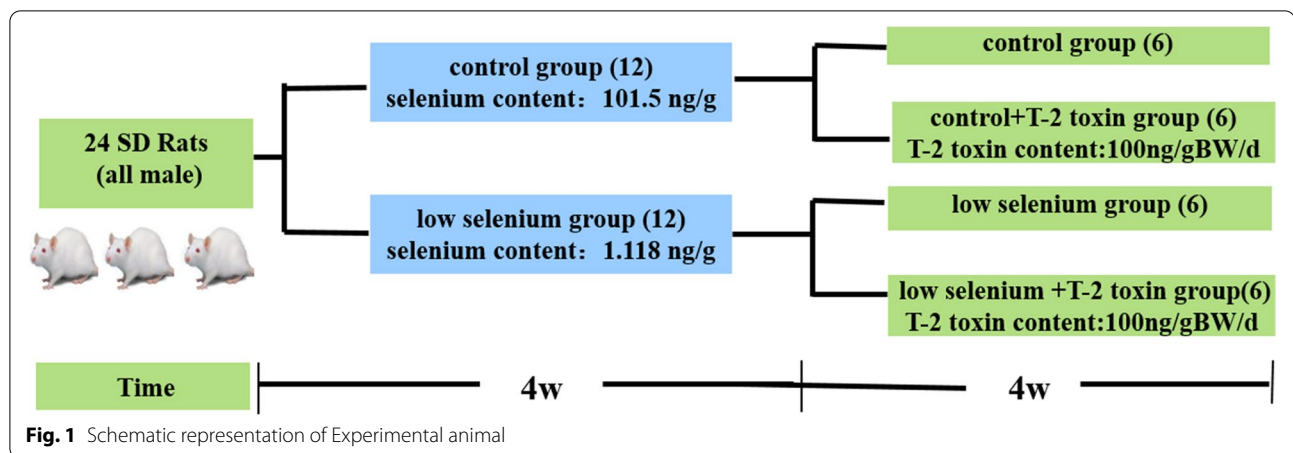 24 SD Rats
(all male)
control group (12)
selenium content：101.5 ng/g
low selenium group (12)
selenium content：1.118 ng/g
control group (6)
control+T-2 toxin group (6)
T-2 toxin content:100ng/gBW/d
low selenium group (6)
low selenium +T-2 toxin group(6)
T-2 toxin content:100ng/gBW/d
Time
4w
4w
Fig. 1 Schematic representation of Experimental animal